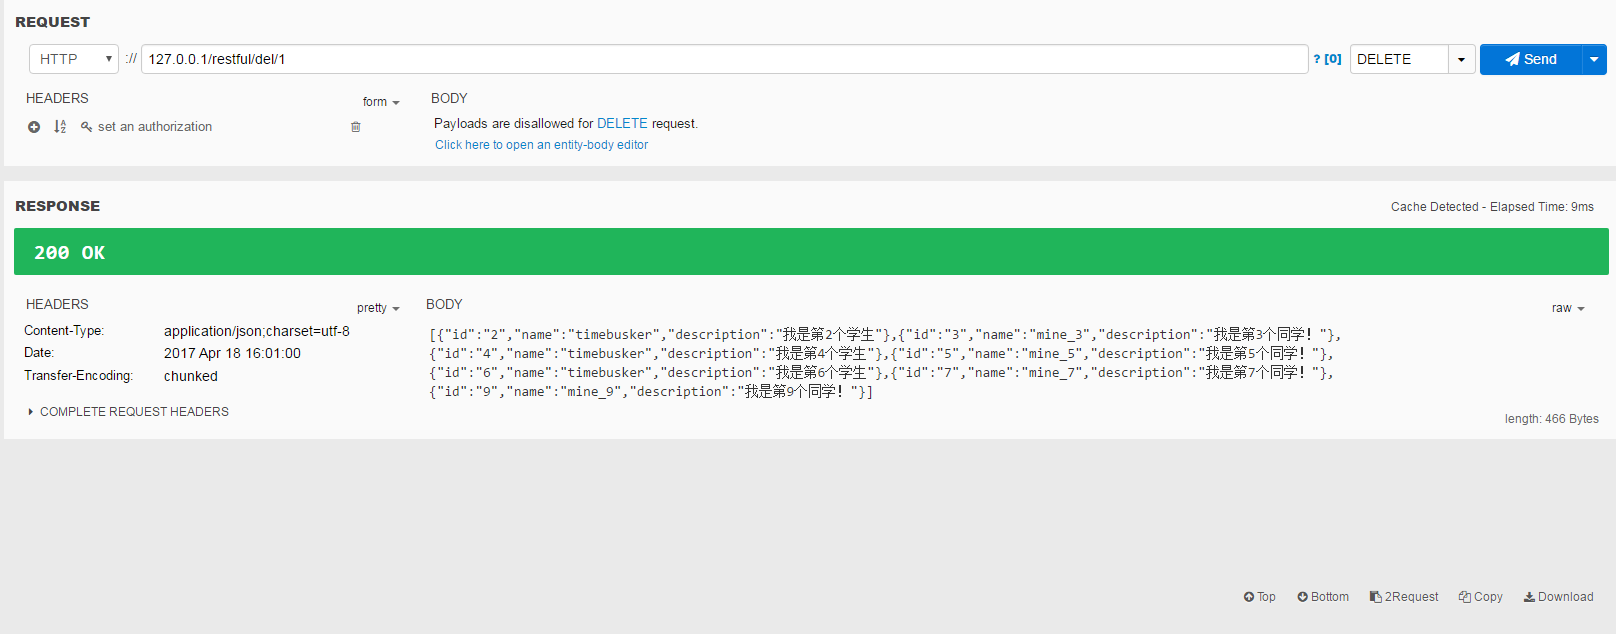 REQUEST
HTTP :// 127.0.0.1/restful/del/1 ? [0] DELETE Send
HEADERS form BODY
set an authorization Payloads are disallowed for DELETE request.
Click here to open an entity-body editor
RESPONSE Cache Detected - Elapsed Time: 9ms
200 OK
HEADERS pretty BODY raw
Content-Type: application/json;charset=utf-8
Date: 2017 Apr 18 16:01:00
Transfer-Encoding: chunked
COMPLETE REQUEST HEADERS
[{"id":"2","name":"timebusker","description":"我是第2个学生"},{"id":"3","name":"mine_3","description":"我是第3个同学！"},
{"id":"4","name":"timebusker","description":"我是第4个学生"},{"id":"5","name":"mine_5","description":"我是第5个同学！"},
{"id":"6","name":"timebusker","description":"我是第6个学生"},{"id":"7","name":"mine_7","description":"我是第7个同学！"},
{"id":"9","name":"mine_9","description":"我是第9个同学！"}]
length: 466 Bytes
Top Bottom 2Request Copy Download